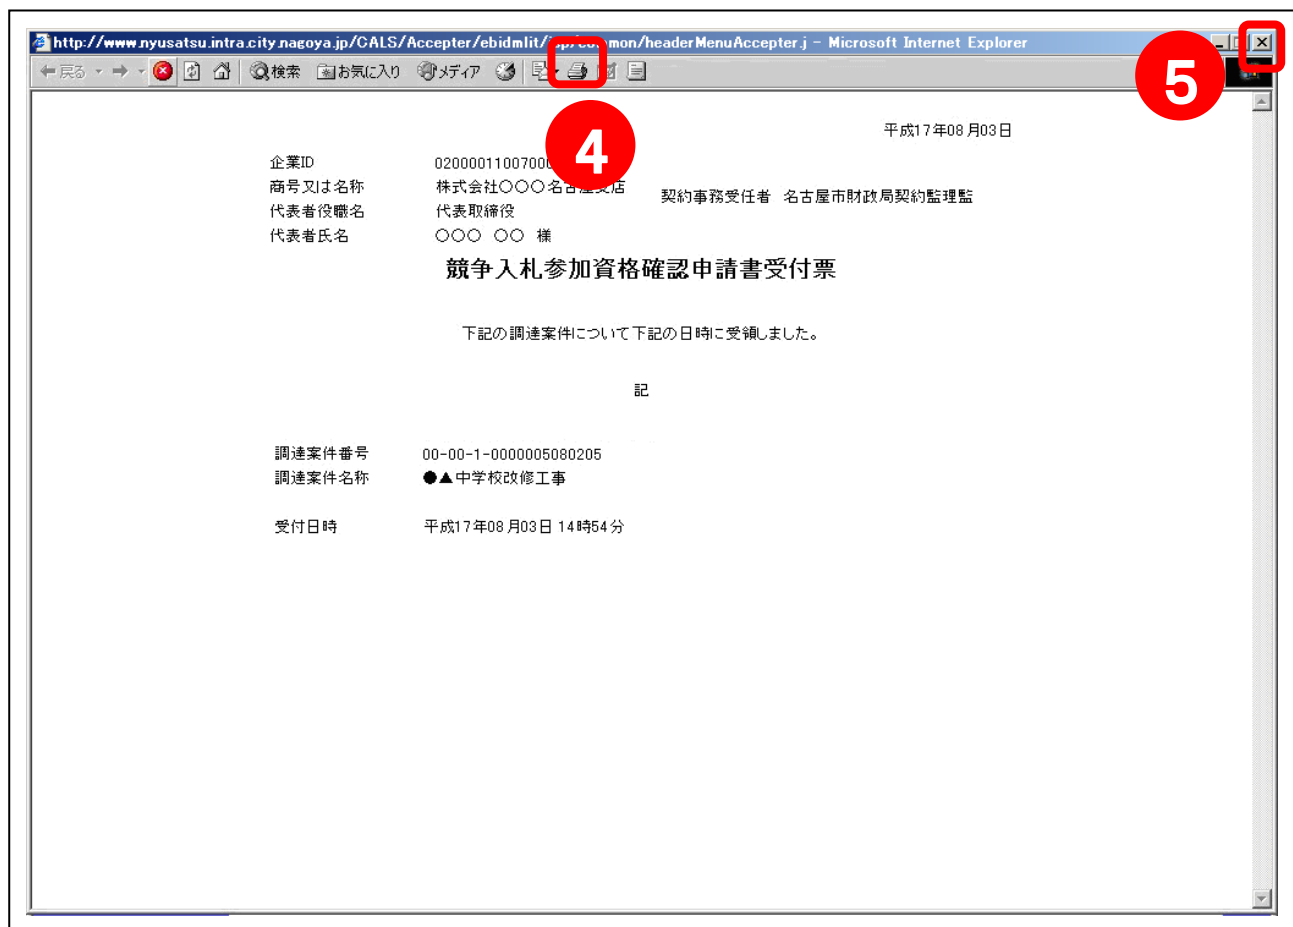 http://www.nyusatsu.intra.city.nagoya.jp/CALS/Accepter/ebidmlit/jsp/common/headerMenuAccepter.j - Microsoft Internet Explorer
戻る 検索 お気に入り メディア
5
4
平成17年08月03日
企業ID 02000011007000
商号又は名称 株式会社○○○名古屋支店
契約事務受任者 名古屋市財政局契約監理監
代表者役職名 代表取締役
代表者氏名 ○○○ ○○ 様
競争入札参加資格確認申請書受付票
下記の調達案件について下記の日時に受領しました。
記
調達案件番号 00-00-1-0000005080205
調達案件名称 ●▲中学校改修工事
受付日時 平成17年08月03日 14時54分